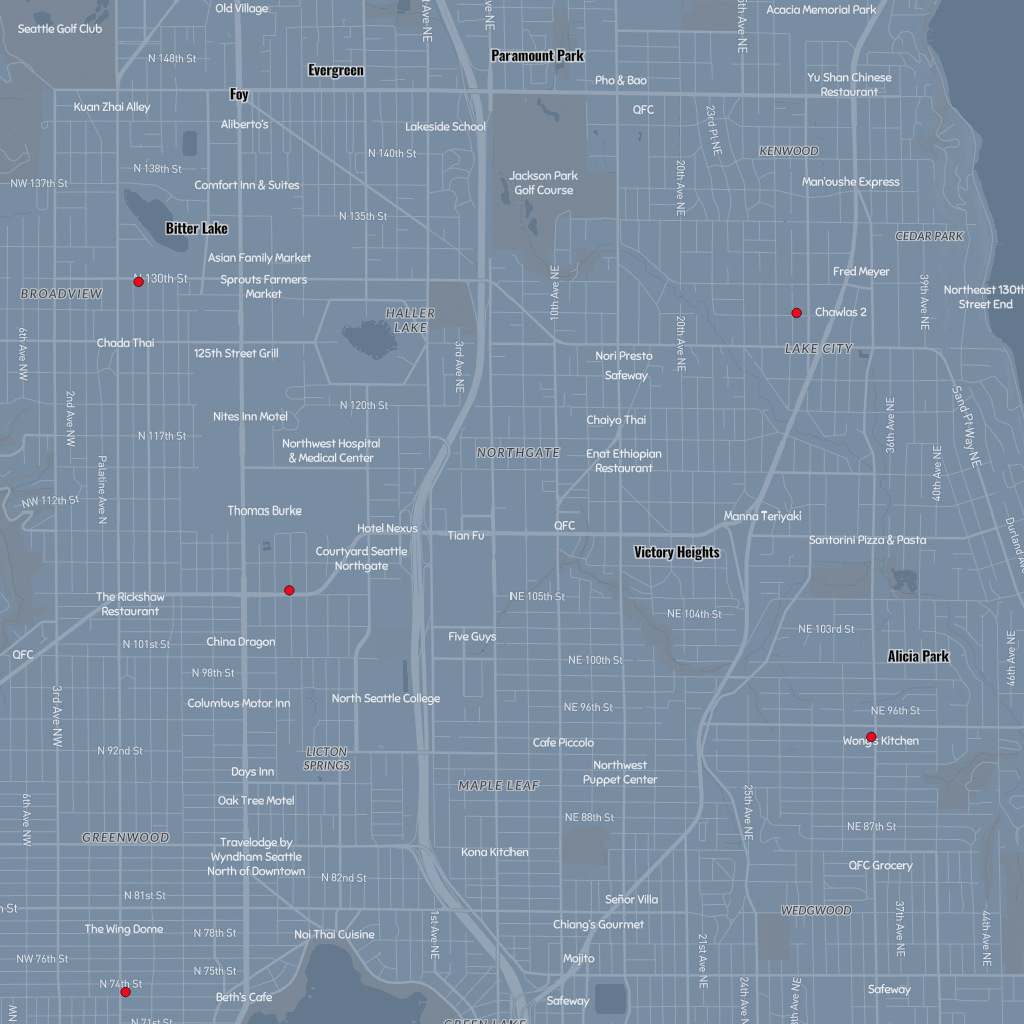 Old Village
Acacia Memorial Park
Seattle Golf Club
N 148th St
Evergreen
Paramount Park
Foy
Pho & Bao
Yu Shan Chinese
Restaurant
Kuan Zhai Alley
QFC
Aliberto's
Lakeside School
23rd Pl NE
N 140th St
KENWOOD
N 138th St
NW 137th St
Comfort Inn & Suites
Jackson Park
Golf Course
20th Ave NE
Man'oushe Express
N 135th St
Bitter Lake
CEDAR PARK
Asian Family Market
N 130th St
Sprouts Farmers
Market
10th Ave NE
Fred Meyer
BROADVIEW
39th Ave NE
Northeast 130th
Street End
HALLER
LAKE
Chawlas 2
6th Ave NW
Chada Thai
125th Street Grill
3rd Ave NE
20th Ave NE
LAKE CITY
Nori Presto
Safeway
2nd Ave NW
Nites Inn Motel
N 120th St
Chaiyo Thai
36th Ave NE
Sand Pt Way NE
N 117th St
Northwest Hospital
& Medical Center
NORTHGATE
Enat Ethiopian
Restaurant
40th Ave NE
Palatine Ave N
NW 112th St
Thomas Burke
Hotel Nexus
Tian Fu
QFC
Manna Teriyaki
Santorini Pizza & Pasta
Courtyard Seattle
Northgate
Victory Heights
The Rickshaw
Restaurant
NE 105th St
NE 104th St
N 101st St
China Dragon
Five Guys
NE 103rd St
QFC
NE 100th St
Alicia Park
46th Ave NE
N 98th St
3rd Ave NW
Columbus Motor Inn
North Seattle College
NE 96th St
NE 96th St
N 92nd St
LICTON
SPRINGS
Cafe Piccolo
Wong's Kitchen
Days Inn
Northwest
Puppet Center
MAPLE LEAF
6th Ave NW
Oak Tree Motel
25th Ave NE
NE 88th St
NE 87th St
GREENWOOD
Travelodge by
Wyndham Seattle
North of Downtown
Kona Kitchen
QFC Grocery
N 82nd St
N 81st St
Señor Villa
WEDGWOOD
1st Ave NE
37th Ave NE
44th Ave NE
The Wing Dome
N 78th St
Noi Thai Cuisine
Chiang's Gourmet
21st Ave NE
NW 76th St
Mojito
N 75th St
N 74th St
Beth's Cafe
Safeway
Safeway
N 71st St
GREEN LAKE